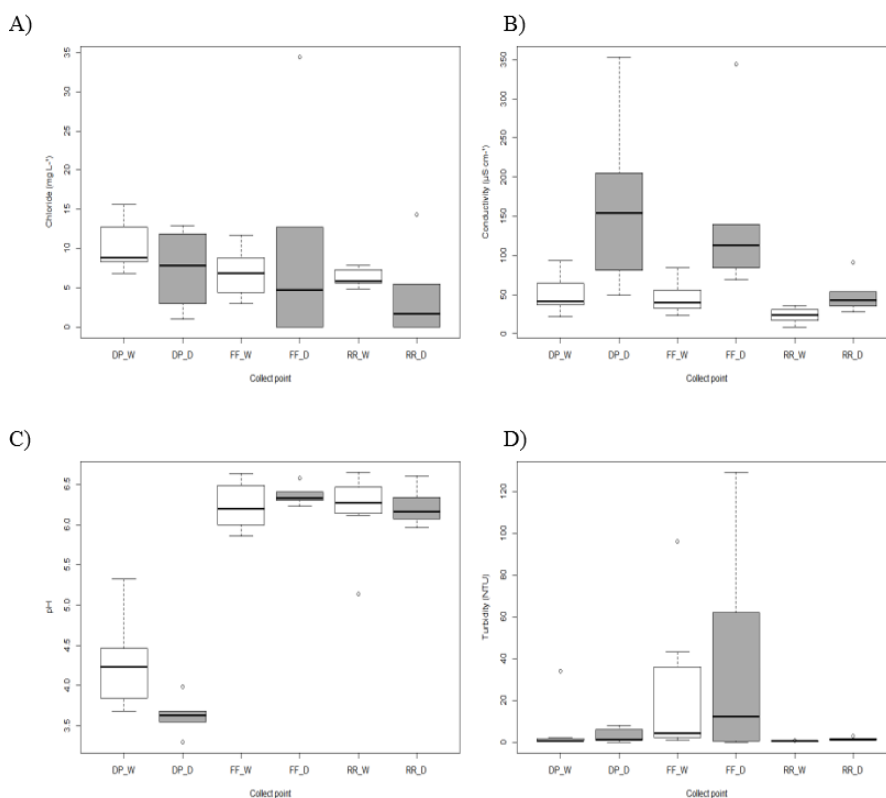 A)
Chloride (mg L-¹)
35
30
25
20
15
10
5
0
DP_W DP_D FF_W FF_D RR_W RR_D
Collect point
B)
Conductivity (µS cm-¹)
350
300
250
200
150
100
50
0
DP_W DP_D FF_W FF_D RR_W RR_D
Collect point
C)
pH
6.5
6.0
5.5
5.0
4.5
4.0
3.5
DP_W DP_D FF_W FF_D RR_W RR_D
Collect point
D)
Turbidity (NTU)
120
100
80
60
40
20
0
DP_W DP_D FF_W FF_D RR_W RR_D
Collect point